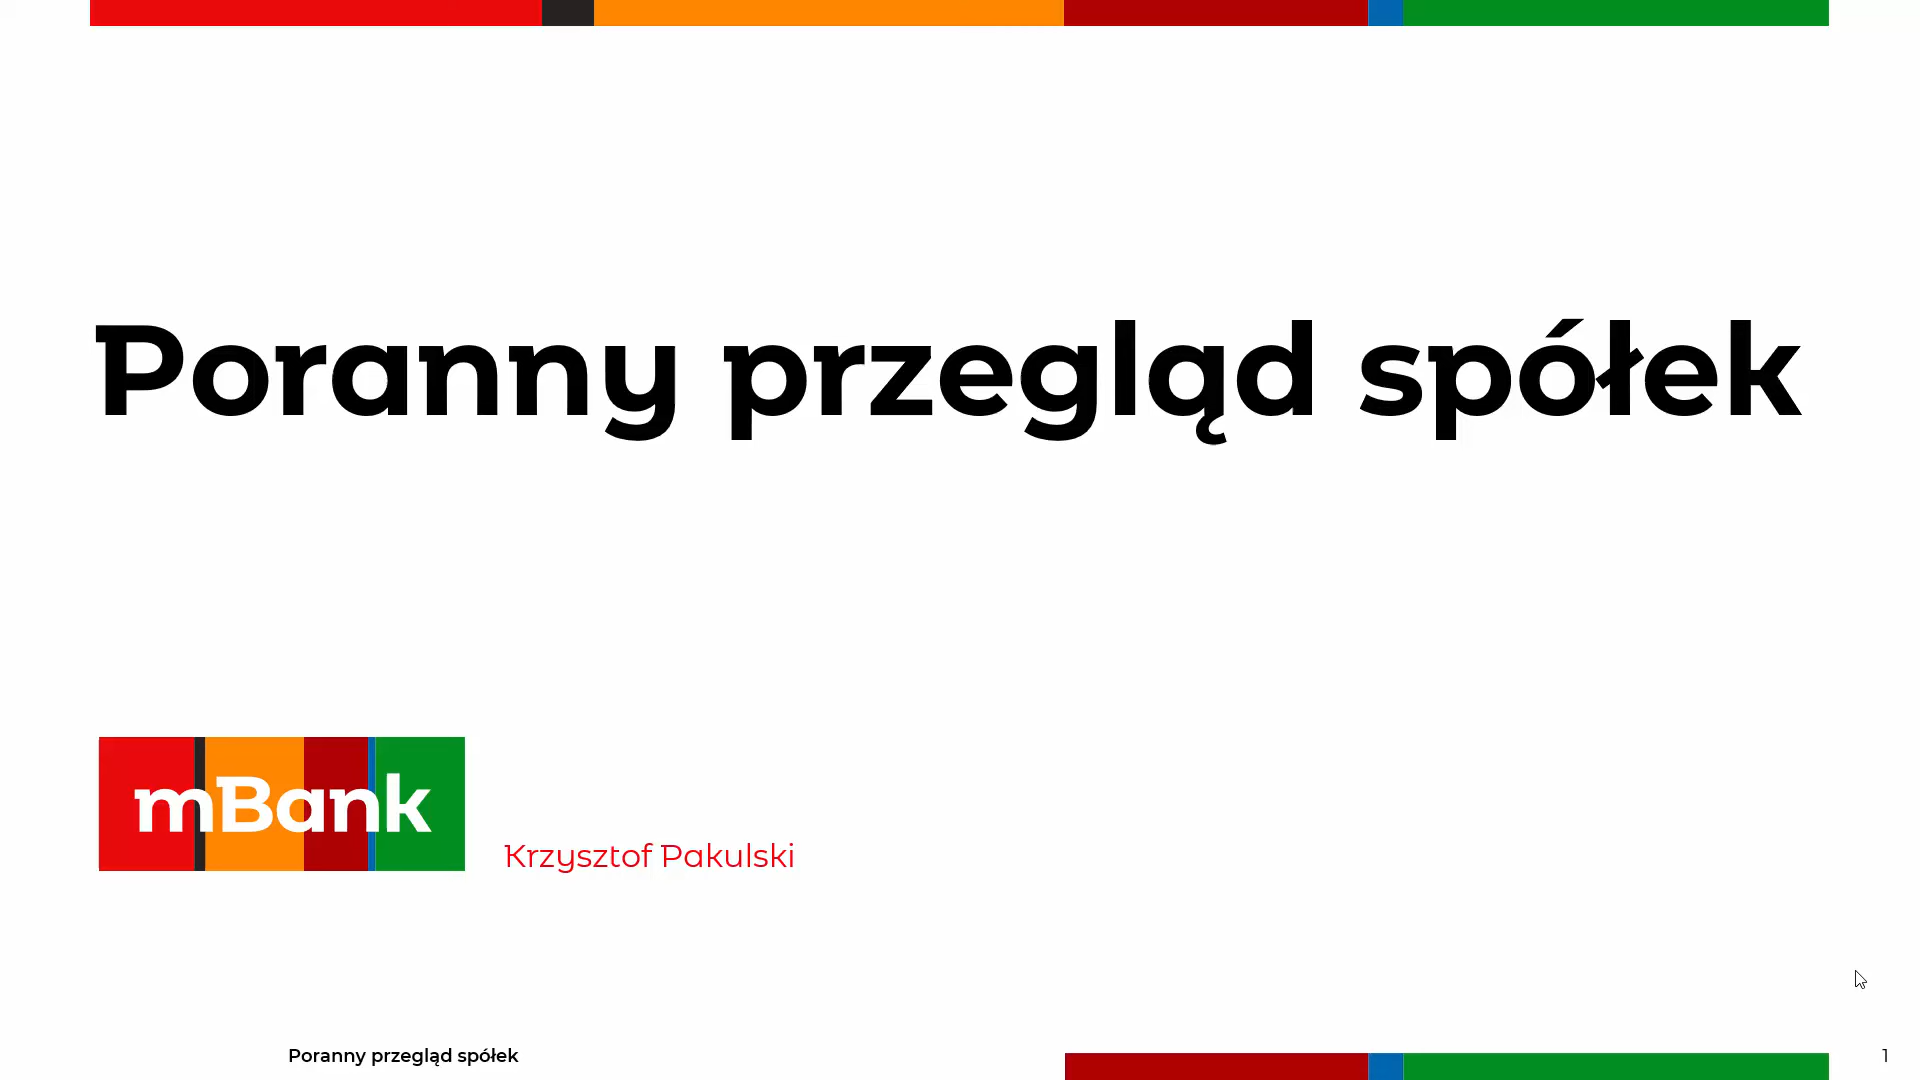 Poranny przegląd spółek
mBank
Krzysztof Pakulski
Poranny przegląd spółek
1